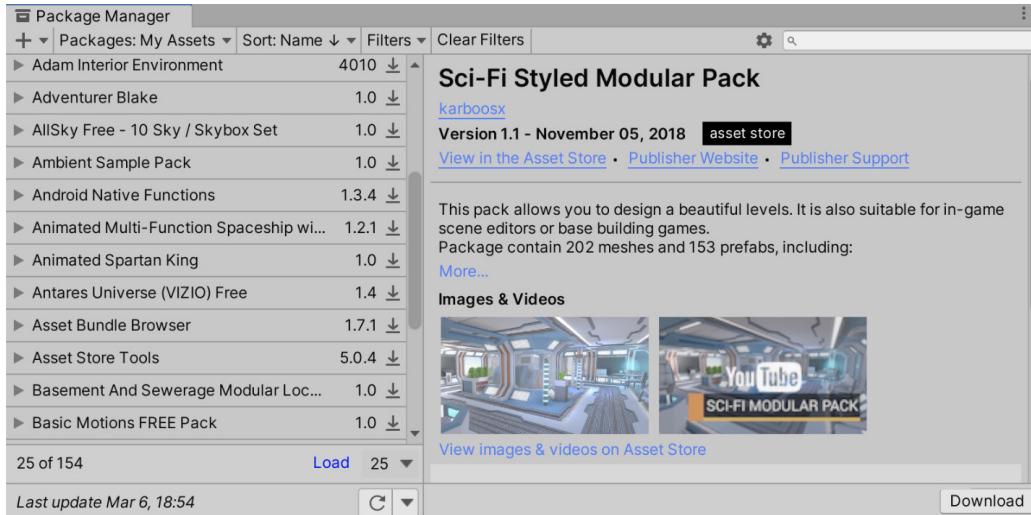 Package Manager
Packages: My Assets Sort: Name ↓ Filters Clear Filters
Adam Interior Environment 4010
Adventurer Blake 1.0
AllSky Free - 10 Sky / Skybox Set 1.0
Ambient Sample Pack 1.0
Android Native Functions 1.3.4
Animated Multi-Function Spaceship wi... 1.2.1
Animated Spartan King 1.0
Antares Universe (VIZIO) Free 1.4
Asset Bundle Browser 1.7.1
Asset Store Tools 5.0.4
Basement And Sewerage Modular Loc... 1.0
Basic Motions FREE Pack 1.0
25 of 154 Load 25
Last update Mar 6, 18:54
Sci-Fi Styled Modular Pack
karboosx
Version 1.1 - November 05, 2018 asset store
View in the Asset Store • Publisher Website • Publisher Support
This pack allows you to design a beautiful levels. It is also suitable for in-game
scene editors or base building games.
Package contain 202 meshes and 153 prefabs, including:
More...
Images & Videos
YouTube
SCI-FI MODULAR PACK
View images & videos on Asset Store
Download